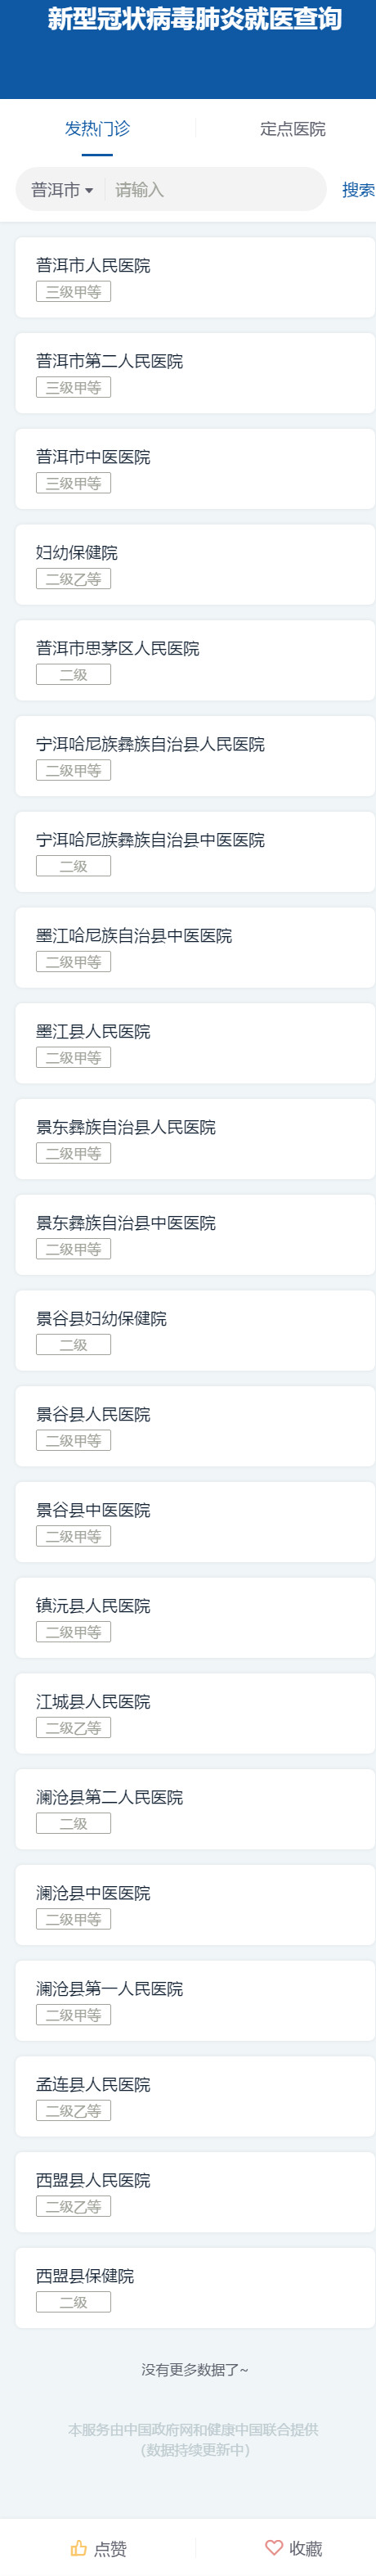 新型冠状病毒肺炎就医查询
发热门诊 定点医院
普洱市 请输入 搜索
普洱市人民医院
三级甲等
普洱市第二人民医院
三级甲等
普洱市中医医院
三级甲等
妇幼保健院
二级乙等
普洱市思茅区人民医院
二级
宁洱哈尼族彝族自治县人民医院
二级甲等
宁洱哈尼族彝族自治县中医医院
二级
墨江哈尼族自治县中医医院
二级甲等
墨江县人民医院
二级甲等
景东彝族自治县人民医院
二级甲等
景东彝族自治县中医医院
二级甲等
景谷县妇幼保健院
二级
景谷县人民医院
二级甲等
景谷县中医医院
二级甲等
镇沅县人民医院
二级甲等
江城县人民医院
二级乙等
澜沧县第二人民医院
二级
澜沧县中医医院
二级甲等
澜沧县第一人民医院
二级甲等
孟连县人民医院
二级乙等
西盟县人民医院
二级乙等
西盟县保健院
二级
没有更多数据了~
本服务由中国政府网和健康中国联合提供
(数据持续更新中)
点赞 收藏